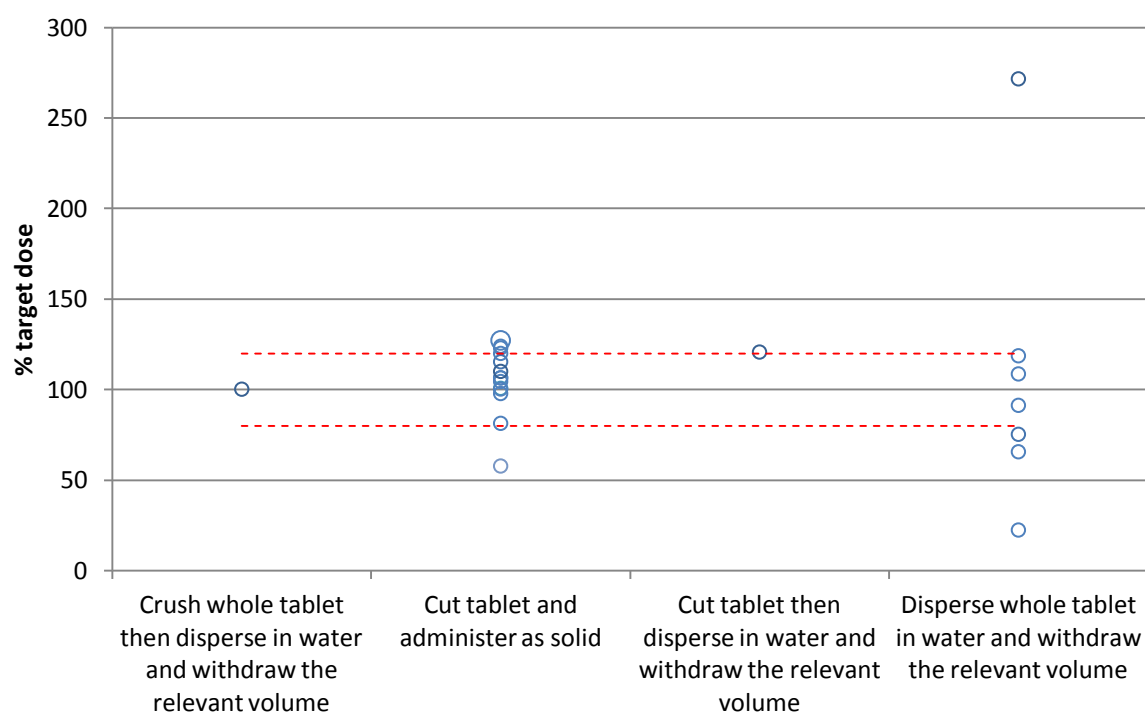 300
250
200
150
100
50
0
% target dose
Crush whole tablet
then disperse in water
and withdraw the
relevant volume
Cut tablet and
administer as solid
Cut tablet then
disperse in water and
withdraw the relevant
volume
Disperse whole tablet
in water and withdraw
the relevant volume